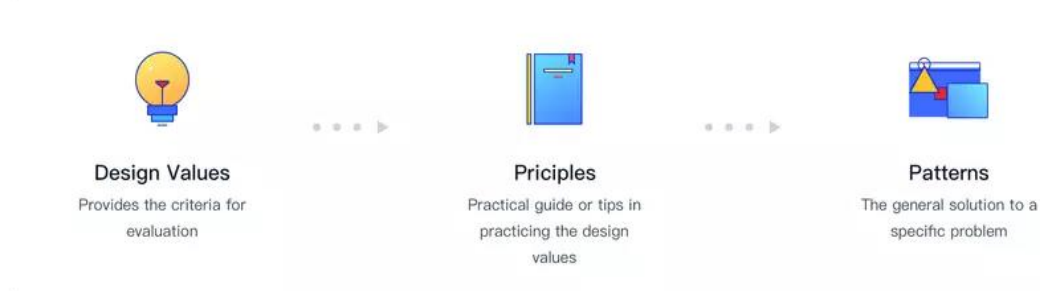 Design Values
Provides the criteria for
evaluation
Priciples
Practical guide or tips in
practicing the design
values
Patterns
The general solution to a
specific problem